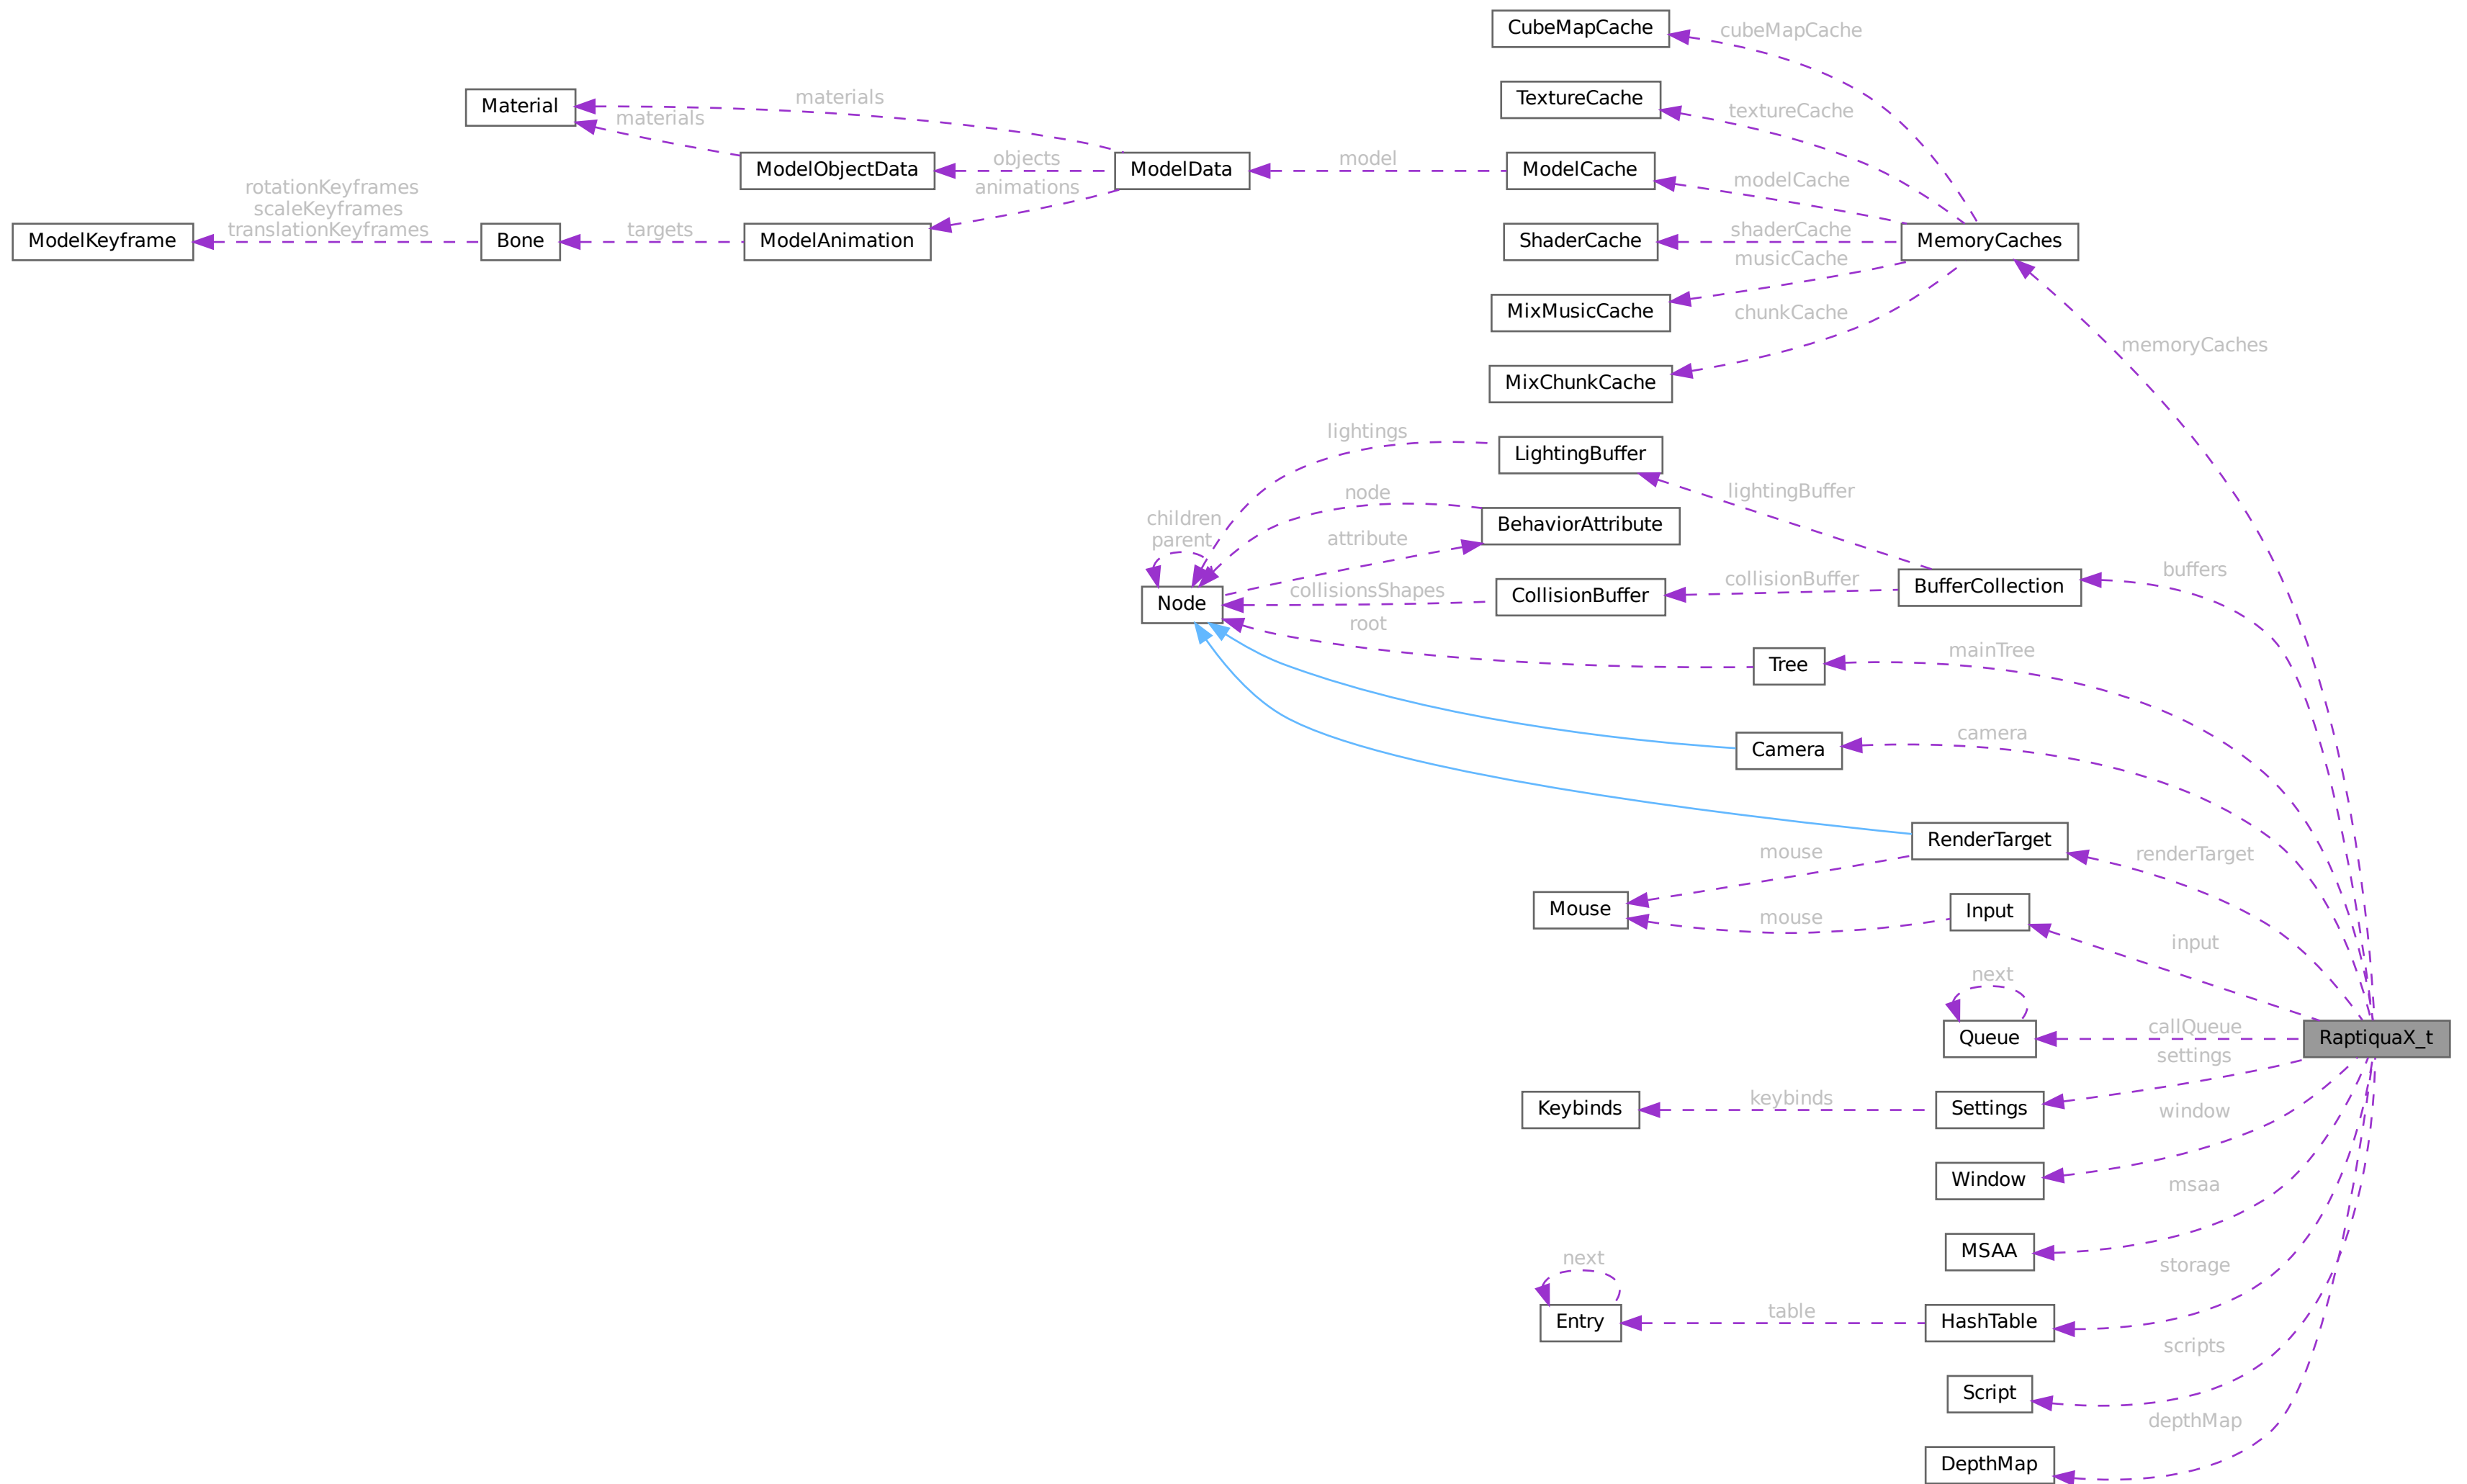 CubeMapCache
cubeMapCache
Material
materials
TextureCache
textureCache
materials
ModelObjectData
objects
ModelData
model
ModelCache
modelCache
rotationKeyframes
scaleKeyframes
translationKeyframes
animations
ModelKeyframe
Bone
targets
ModelAnimation
ShaderCache
shaderCache
MemoryCaches
musicCache
MixMusicCache
chunkCache
memoryCaches
MixChunkCache
lightings
LightingBuffer
lightingBuffer
node
BehaviorAttribute
children
parent
attribute
collisionsShapes
CollisionBuffer
collisionBuffer
BufferCollection
buffers
Node
root
Tree
mainTree
Camera
camera
RenderTarget
renderTarget
mouse
Mouse
mouse
Input
input
next
Queue
callQueue
RaptiquaX_t
settings
Keybinds
keybinds
Settings
window
Window
msaa
MSAA
next
storage
Entry
table
HashTable
scripts
Script
depthMap
DepthMap